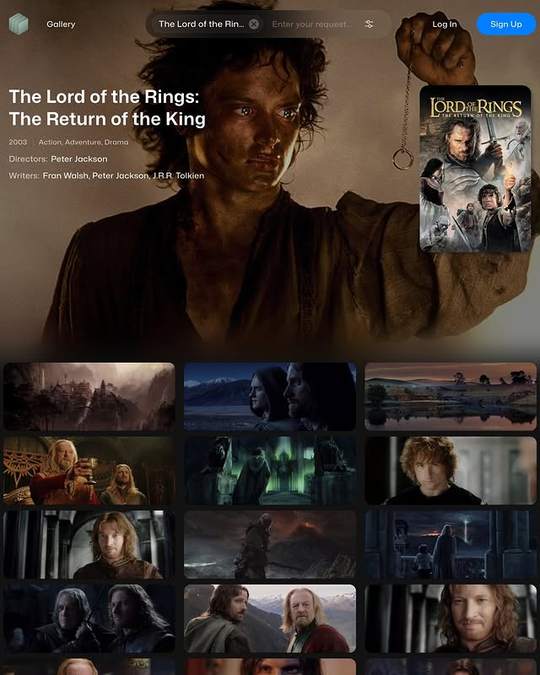 Gallery
The Lord of the Rin...
Enter your request...
Log In
Sign Up
The Lord of the Rings:
The Return of the King
2003
Action, Adventure, Drama
Directors: Peter Jackson
Writers: Fran Walsh, Peter Jackson, J.R.R. Tolkien
THE
LORD OF THE RINGS
THE RETURN OF THE KING